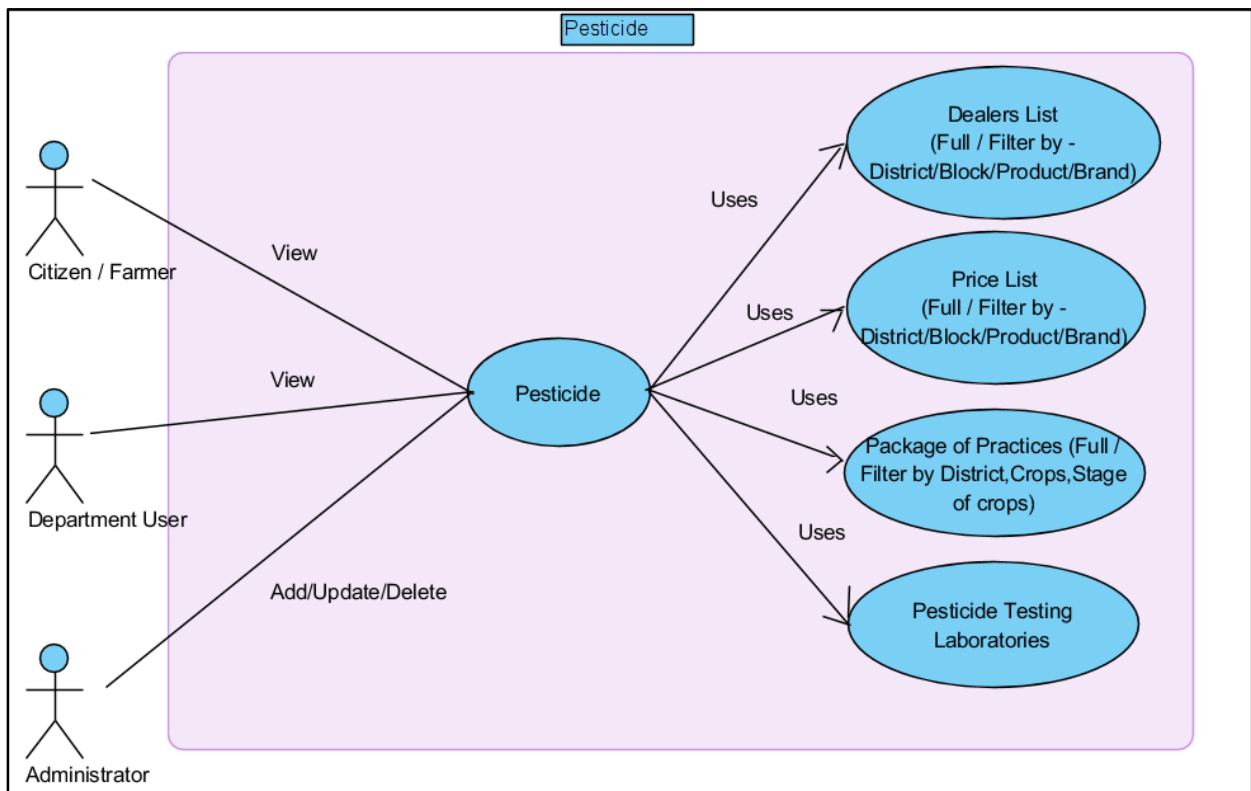 Pesticide
Dealers List
(Full / Filter by -
District/Block/Product/Brand)
Uses
Citizen / Farmer
View
Price List
(Full / Filter by -
District/Block/Product/Brand)
Uses
View
Pesticide
Uses
Package of Practices (Full /
Filter by District,Crops,Stage
of crops)
Department User
Uses
Add/Update/Delete
Pesticide Testing
Laboratories
Administrator